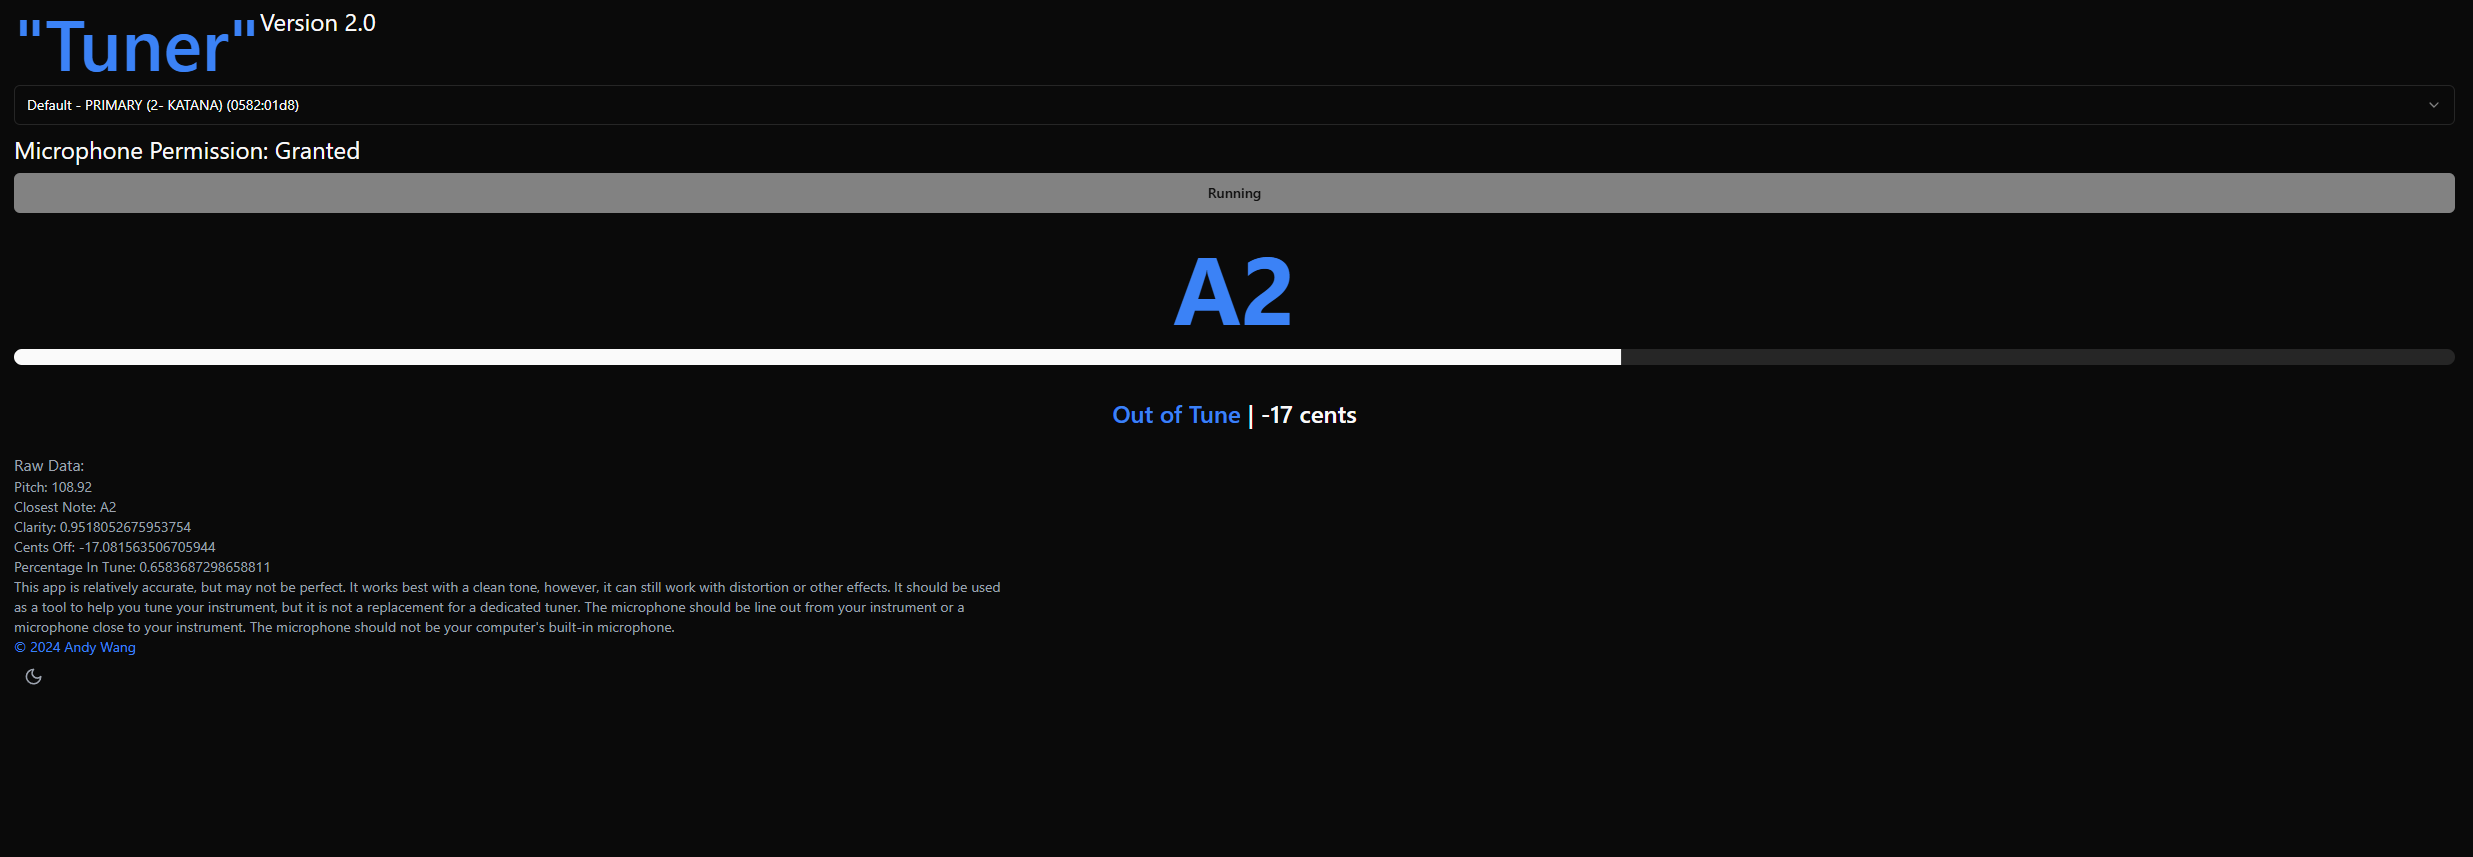 "Tuner" Version 2.0
Default - PRIMARY (2- KATANA) (0582:01d8)
Microphone Permission: Granted
Running
A2
Out of Tune | -17 cents
Raw Data:
Pitch: 108.92
Closest Note: A2
Clarity: 0.9518052675953754
Cents Off: -17.081563506705944
Percentage In Tune: 0.6583687298658811
This app is relatively accurate, but may not be perfect. It works best with a clean tone, however, it can still work with distortion or other effects. It should be used
as a tool to help you tune your instrument, but it is not a replacement for a dedicated tuner. The microphone should be line out from your instrument or a
microphone close to your instrument. The microphone should not be your computer's built-in microphone.
© 2024 Andy Wang